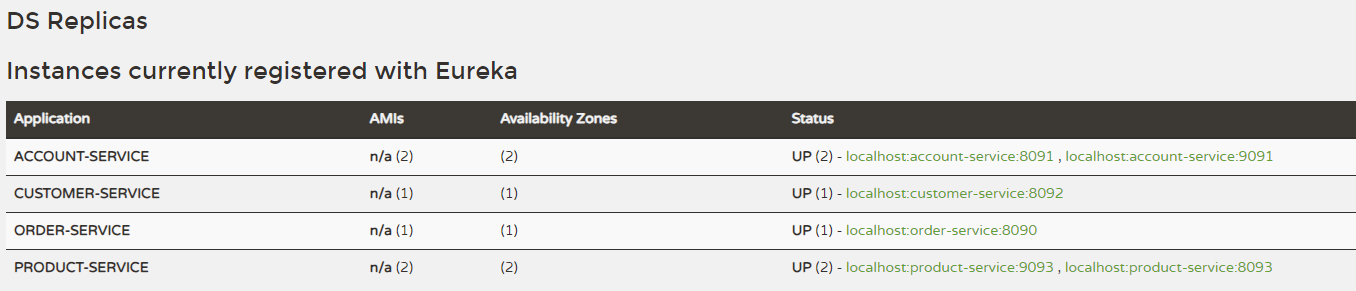 DS Replicas
Instances currently registered with Eureka
Application AMIs Availability Zones Status
ACCOUNT-SERVICE n/a (2) (2) UP (2) - localhost:account-service:8091 , localhost:account-service:9091
CUSTOMER-SERVICE n/a (1) (1) UP (1) - localhost:customer-service:8092
ORDER-SERVICE n/a (1) (1) UP (1) - localhost:order-service:8090
PRODUCT-SERVICE n/a (2) (2) UP (2) - localhost:product-service:9093 , localhost:product-service:8093